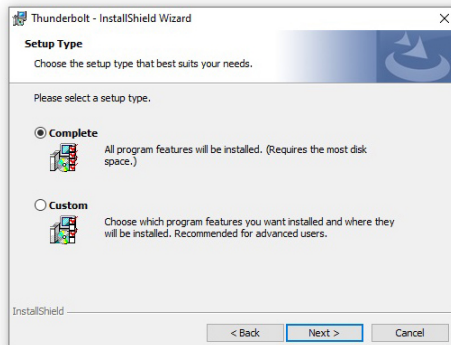 Thunderbolt - InstallShield Wizard
Setup Type
Choose the setup type that best suits your needs.
Please select a setup type.
Complete
All program features will be installed. (Requires the most disk
space.)
Custom
Choose which program features you want installed and where they
will be installed. Recommended for advanced users.
InstallShield
< Back
Next >
Cancel